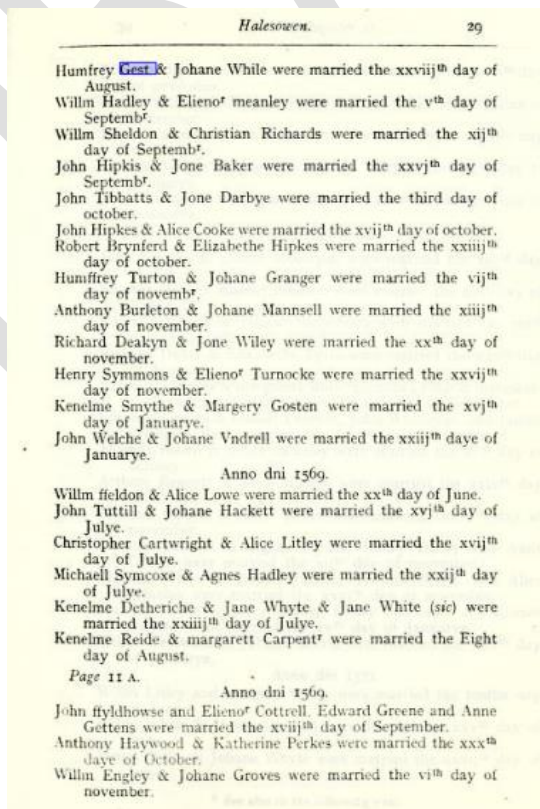 Halesowen. 29
Humfrey Gest & Johane While were married the xxviijth day of
August.
Willm Hadley & Elienor meanley were married the vth day of
Septembr.
Willm Sheldon & Christian Richards were married the xijth
day of Septembr.
John Hipkis & Jone Baker were married the xxvjth day of
Septembr.
John Tibbatts & Jone Darbye were married the third day of
october.
John Hipkes & Alice Cooke were married the xvijth day of october.
Robert Brynferd & Elizabethe Hipkes were married the xxiiijth
day of october.
Humffrey Turton & Johane Granger were married the vijth
day of novembr.
Anthony Burleton & Johane Mannsell were married the xiiijth
day of november.
Richard Deakyn & Jone Wiley were married the xxth day of
november.
Henry Symmons & Elienor Turnocke were married the xxvijth
day of november.
Kenelme Smythe & Margery Gosten were married the xvjth
day of Januarye.
John Welche & Johane Vndrell were married the xxiijth daye of
Januarye.
Anno dni 1569.
Willm ffeldon & Alice Lowe were married the xxth day of June.
John Tuttill & Johane Hackett were married the xvjth day of
Julye.
Christopher Cartwright & Alice Litley were married the xvijth
day of Julye.
Michaell Symcoxe & Agnes Hadley were married the xxijth day
of Julye.
Kenelme Detheriche & Jane Whyte & Jane White (sic) were
married the xxiiijth day of Julye.
Kenelme Reide & margarett Carpentr were married the Eight
day of August.
Page 11 A.
Anno dni 1569.
John ffyldhowse and Elienor Cottrell, Edward Greene and Anne
Gettens were married the xviijth day of September.
Anthony Haywood & Katherine Perkes were married the xxxth
daye of October.
Willm Engley & Johane Groves were married the vith day of
november.